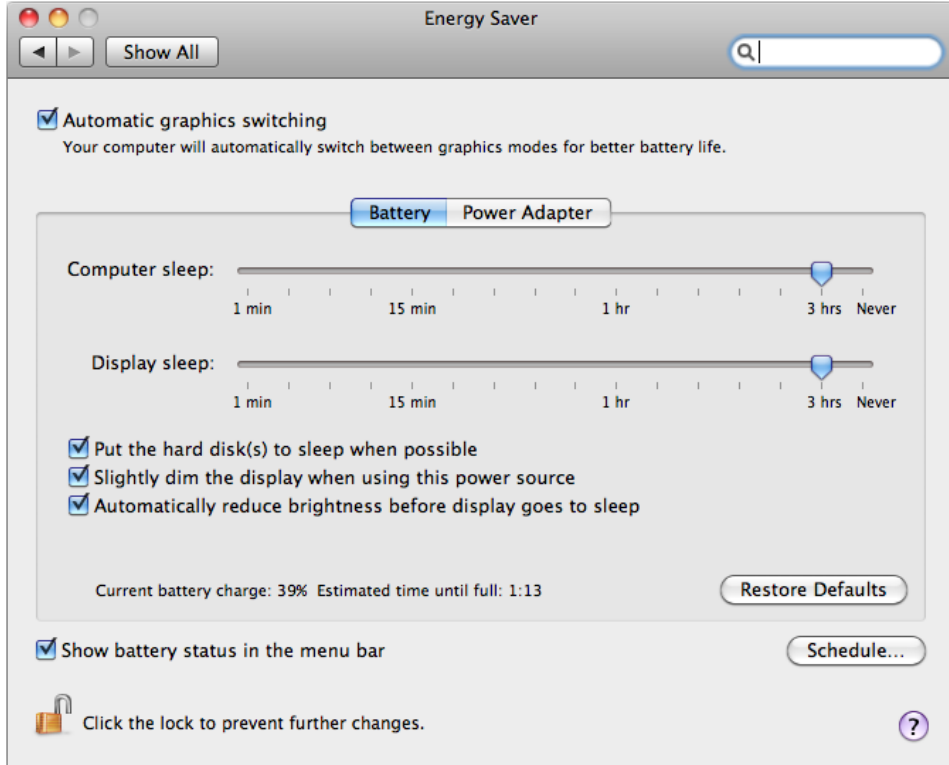 Energy Saver
Show All
Automatic graphics switching
Your computer will automatically switch between graphics modes for better battery life.
Battery Power Adapter
Computer sleep:
1 min 15 min 1 hr 3 hrs Never
Display sleep:
1 min 15 min 1 hr 3 hrs Never
Put the hard disk(s) to sleep when possible
Slightly dim the display when using this power source
Automatically reduce brightness before display goes to sleep
Current battery charge: 39% Estimated time until full: 1:13 Restore Defaults
Show battery status in the menu bar Schedule...
Click the lock to prevent further changes. ?